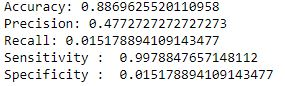 Accuracy: 0.8869625520110958
Precision: 0.4772727272727273
Recall: 0.015178894109143477
Sensitivity :  0.9978847657148112
Specificity :  0.015178894109143477